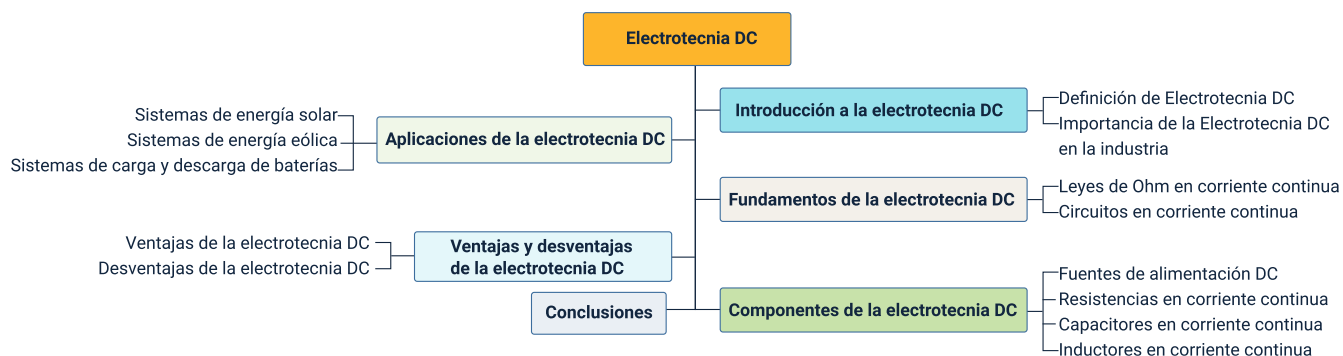 Electrotecnia DC
Introducción a la electrotecnia DC
Definición de Electrotecnia DC
Importancia de la Electrotecnia DC
en la industria
Fundamentos de la electrotecnia DC
Leyes de Ohm en corriente continua
Circuitos en corriente continua
Componentes de la electrotecnia DC
Fuentes de alimentación DC
Resistencias en corriente continua
Capacitores en corriente continua
Inductores en corriente continua
Aplicaciones de la electrotecnia DC
Sistemas de energía solar
Sistemas de energía eólica
Sistemas de carga y descarga de baterías
Ventajas y desventajas
de la electrotecnia DC
Ventajas de la electrotecnia DC
Desventajas de la electrotecnia DC
Conclusiones